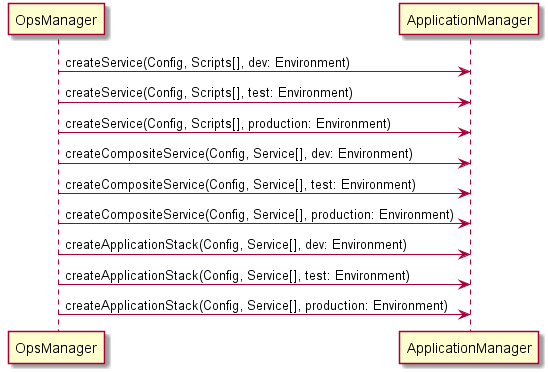 OpsManager
ApplicationManager
createService(Config, Scripts[], dev: Environment)
createService(Config, Scripts[], test: Environment)
createService(Config, Scripts[], production: Environment)
createCompositeService(Config, Service[], dev: Environment)
createCompositeService(Config, Service[], test: Environment)
createCompositeService(Config, Service[], production: Environment)
createApplicationStack(Config, Service[], dev: Environment)
createApplicationStack(Config, Service[], test: Environment)
createApplicationStack(Config, Service[], production: Environment)
OpsManager
ApplicationManager